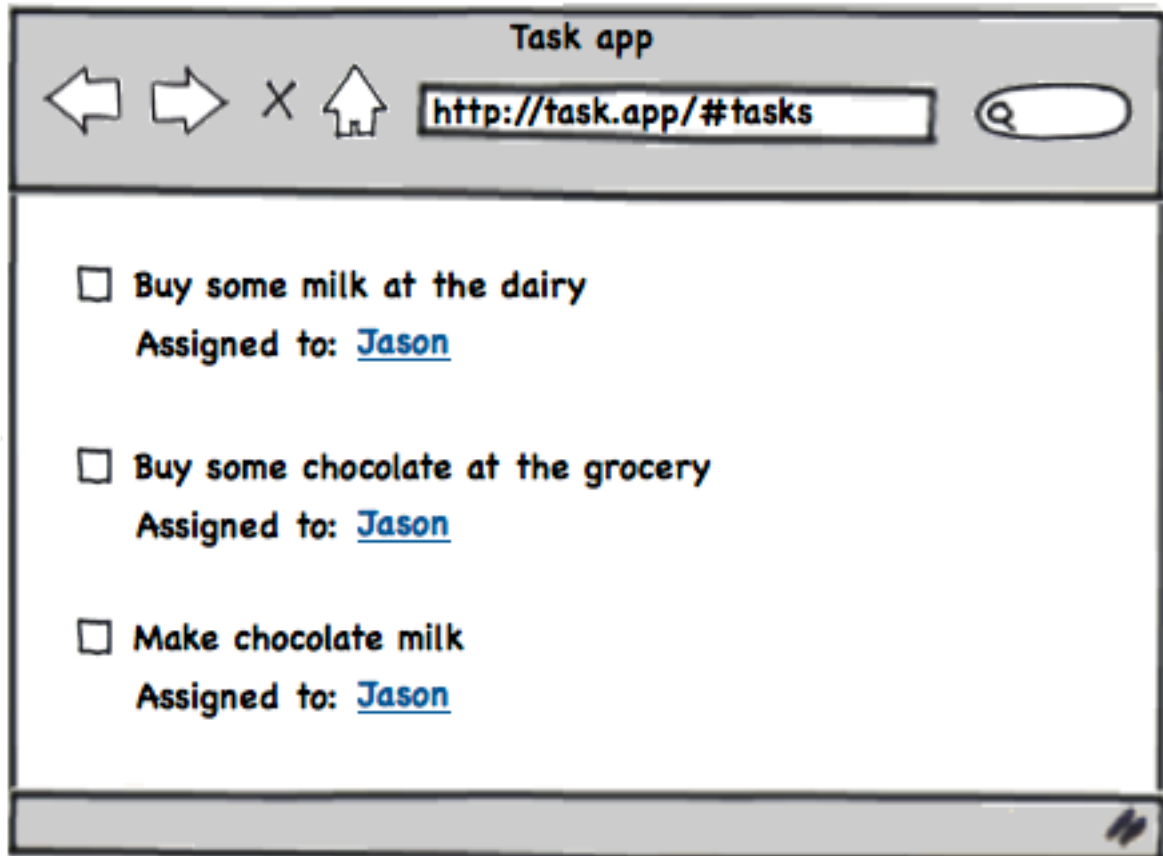 Task app
http://task.app/#tasks
Buy some milk at the dairy
Assigned to: Jason
Buy some chocolate at the grocery
Assigned to: Jason
Make chocolate milk
Assigned to: Jason